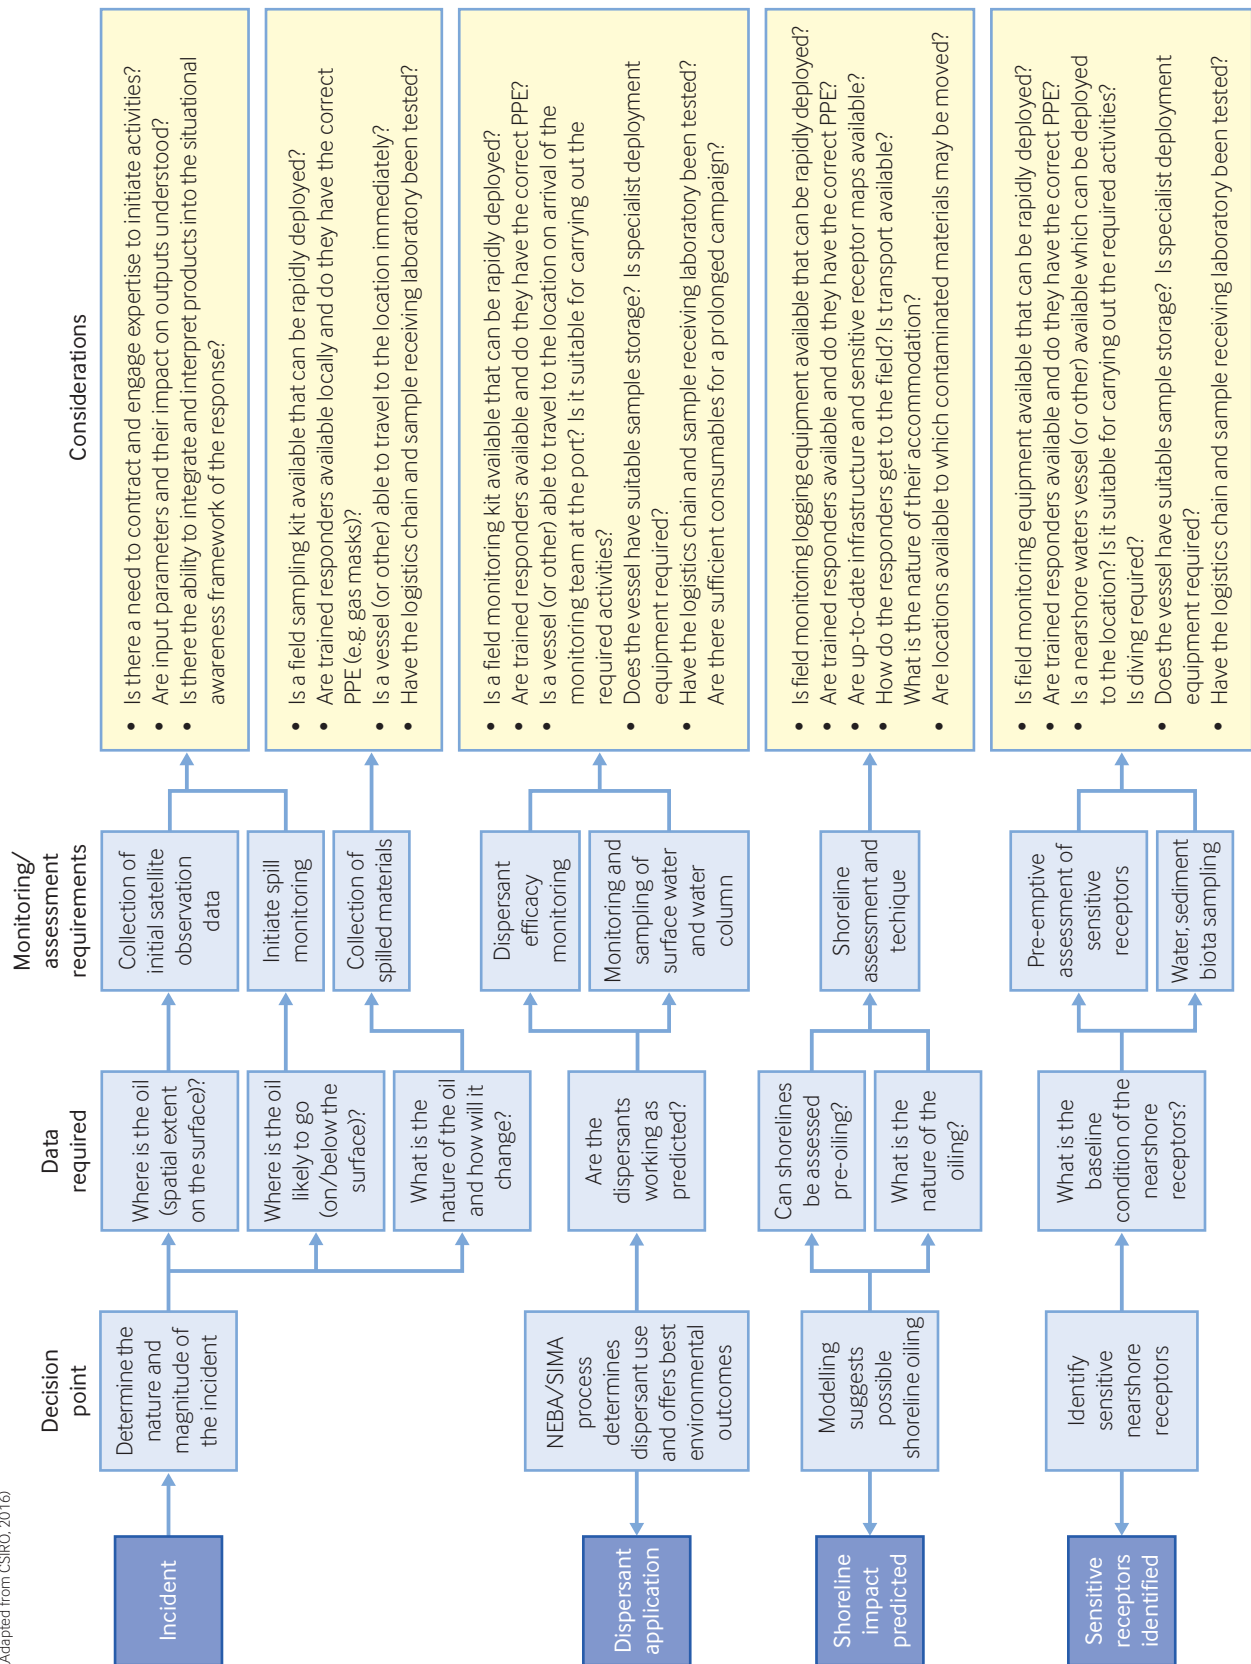 Adapted from CSIRO, 2016)
Decision
point
Data
required
Monitoring/
assessment
requirements
Considerations
Incident
Determine the
nature and
magnitude of
the incident
Where is the oil
(spatial extent
on the surface)?
Where is the oil
likely to go
(on/below the
surface)?
What is the
nature of the oil
and how will it
change?
Collection of
initial satellite
observation
data
Initiate spill
monitoring
Collection of
spilled materials
• Is there a need to contract and engage expertise to initiate activities?
• Are input parameters and their impact on outputs understood?
• Is there the ability to integrate and interpret products into the situational
awareness framework of the response?
• Is a field sampling kit available that can be rapidly deployed?
• Are trained responders available locally and do they have the correct
PPE (e.g. gas masks)?
• Is a vessel (or other) able to travel to the location immediately?
• Have the logistics chain and sample receiving laboratory been tested?
Dispersant
application
NEBA/SIMA
process
determines
dispersant use
and offers best
environmental
outcomes
Are the
dispersants
working as
predicted?
Dispersant
efficacy
monitoring
Monitoring and
sampling of
surface water
and water
column
• Is a field monitoring kit available that can be rapidly deployed?
• Are trained responders available and do they have the correct PPE?
• Is a vessel (or other) able to travel to the location on arrival of the
monitoring team at the port? Is it suitable for carrying out the
required activities?
• Does the vessel have suitable sample storage? Is specialist deployment
equipment required?
• Have the logistics chain and sample receiving laboratory been tested?
Are there sufficient consumables for a prolonged campaign?
Shoreline
impact
predicted
Modelling
suggests
possible
shoreline oiling
Can shorelines
be assessed
pre-oiling?
What is the
nature of the
oiling?
Shoreline
assessment and
techique
• Is field monitoring logging equipment available that can be rapidly deployed?
• Are trained responders available and do they have the correct PPE?
• Are up-to-date infrastructure and sensitive receptor maps available?
• How do the responders get to the field? Is transport available?
What is the nature of their accommodation?
• Are locations available to which contaminated materials may be moved?
Sensitive
receptors
identified
Identify
sensitive
nearshore
receptors
What is the
baseline
condition of the
nearshore
receptors?
Pre-emptive
assessment of
sensitive
receptors
Water, sediment
biota sampling
• Is field monitoring equipment available that can be rapidly deployed?
• Are trained responders available and do they have the correct PPE?
• Is a nearshore waters vessel (or other) available which can be deployed
to the location? Is it suitable for carrying out the required activities?
Is diving required?
• Does the vessel have suitable sample storage? Is specialist deployment
equipment required?
• Have the logistics chain and sample receiving laboratory been tested?